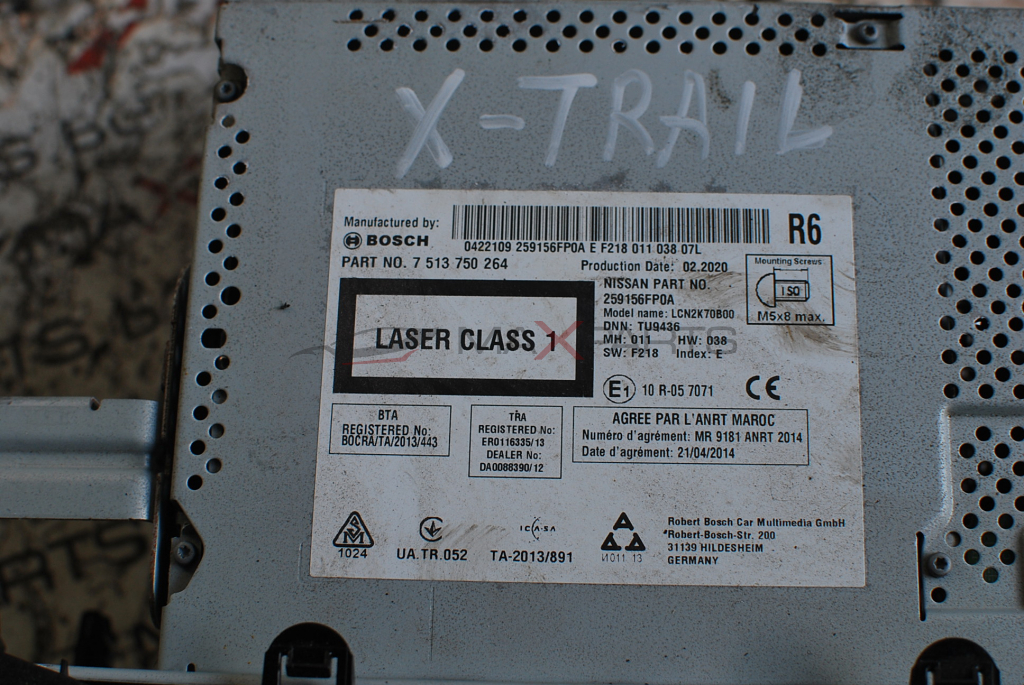 X-TRAIL
Manufactured by:
BOSCH
0422109 259156FP0A E F218 011 038 07L
R6
PART NO. 7 513 750 264
Production Date: 02.2020
Mounting Screws
ISO
M5x8 max.
NISSAN PART NO.
259156FP0A
Model name: LCN2K70B00
DNN: TU9436
MH: 011 HW: 038
SW: F218 Index: E
LASER CLASS 1
MAXPARTS
E1 10 R-05 7071
CE
BTA
REGISTERED No:
BOCRA/TA/2013/443
TRA
REGISTERED No:
ER0116335/13
DEALER No:
DA0088390/12
AGREE PAR L'ANRT MAROC
Numéro d'agrément: MR 9181 ANRT 2014
Date d'agrément: 21/04/2014
1024
UA.TR.052
ICASA
TA-2013/891
И011 13
Robert Bosch Car Multimedia GmbH
Robert-Bosch-Str. 200
31139 HILDESHEIM
GERMANY